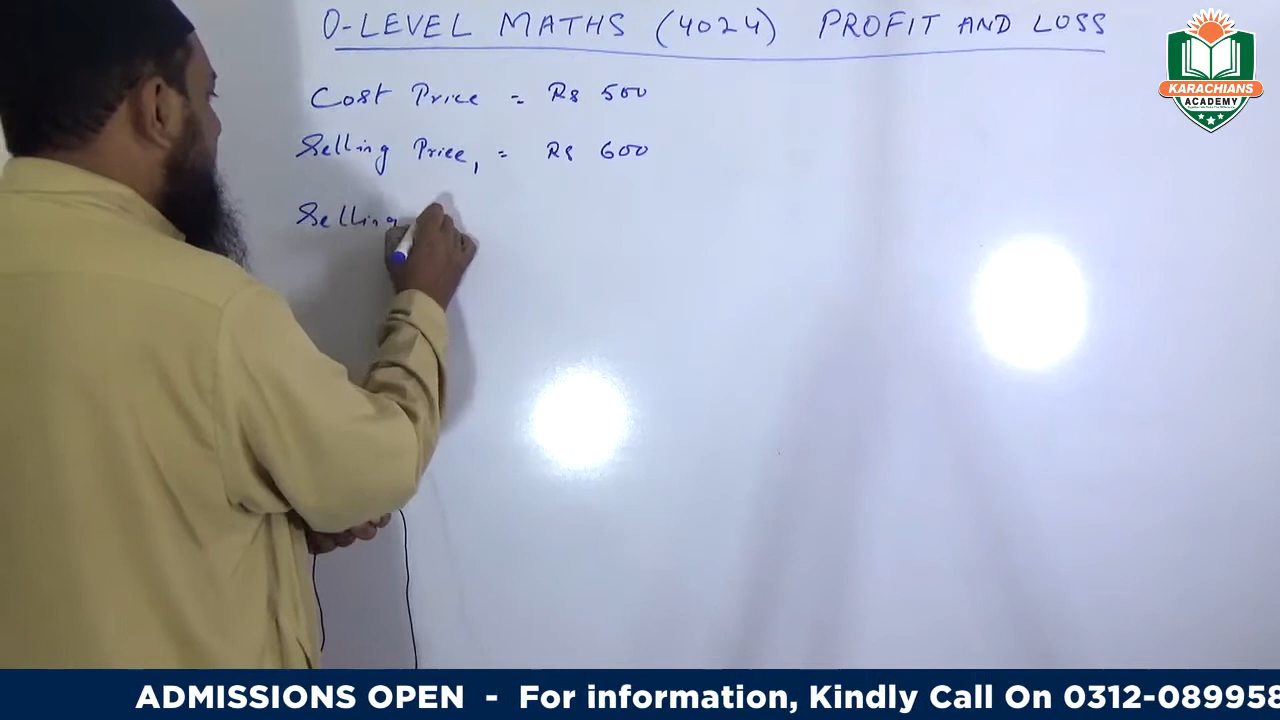 O-LEVEL MATHS (4024) PROFIT AND LOSS
Cost Price = Rs 500
Selling Price, = Rs 600
Selling
KARACHIANS
ACADEMY
ADMISSIONS OPEN - For information, Kindly Call On 0312-089958